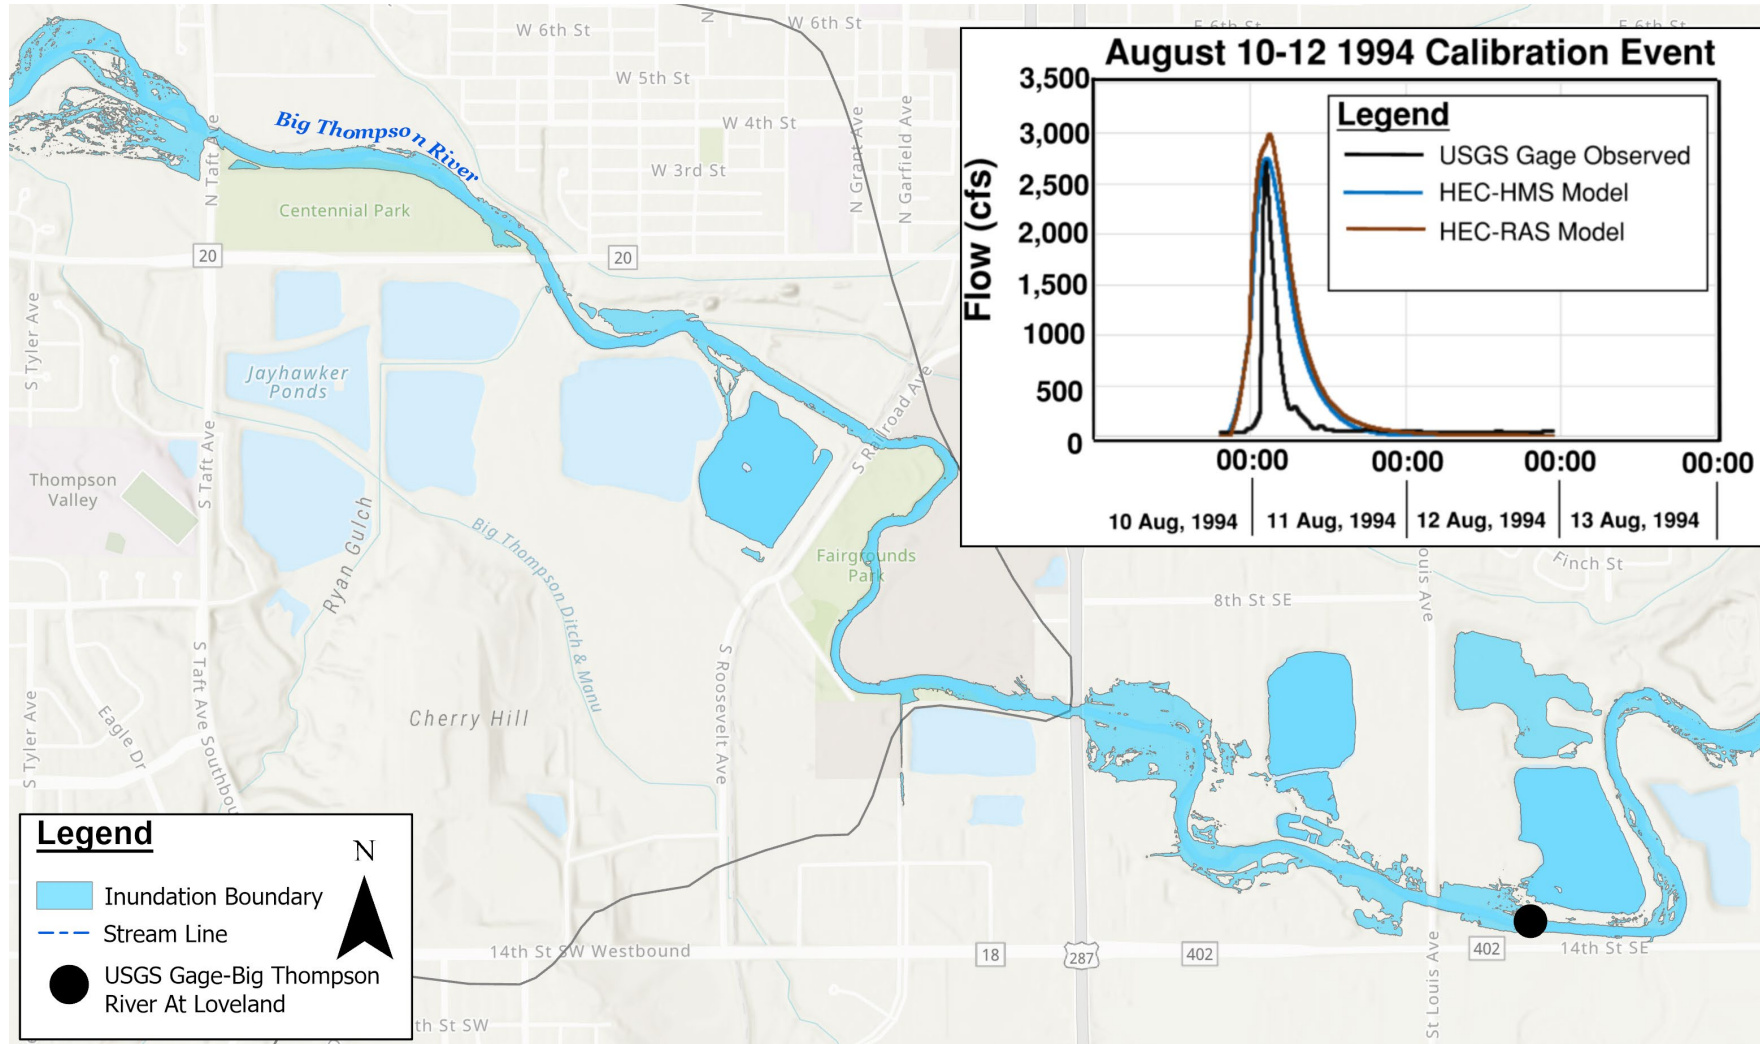 W 6th St
N
W 6th St
E 6th St
E 6th St
August 10-12 1994 Calibration Event
3,500
3,000
2,500
2,000
1,500
1000
500
0
Flow (cfs)
Legend
USGS Gage Observed
HEC-HMS Model
HEC-RAS Model
00:00
00:00
00:00
00:00
10 Aug, 1994
11 Aug, 1994
12 Aug, 1994
13 Aug, 1994
W 5th St
W 4th St
W 3rd St
N Grant Ave
N Garfield Ave
Big Thompson River
N Taft Ave
Centennial Park
20
20
S Tyler Ave
Jayhawker
Ponds
S Railroad Ave
S Taft Ave
Thompson
Valley
Ryan Gulch
Big Thompson Ditch & Manu
Fairgrounds
Park
Finch St
8th St SE
ouis Ave
S Taft Ave Southbou
S Roosevelt Ave
S Tyler Ave
Eagle Dr
Cherry Hill
14th St SW Westbound
18
287
402
402
14th St SE
St Louis Ave
th St SW
Legend
N
Inundation Boundary
Stream Line
USGS Gage-Big Thompson
River At Loveland